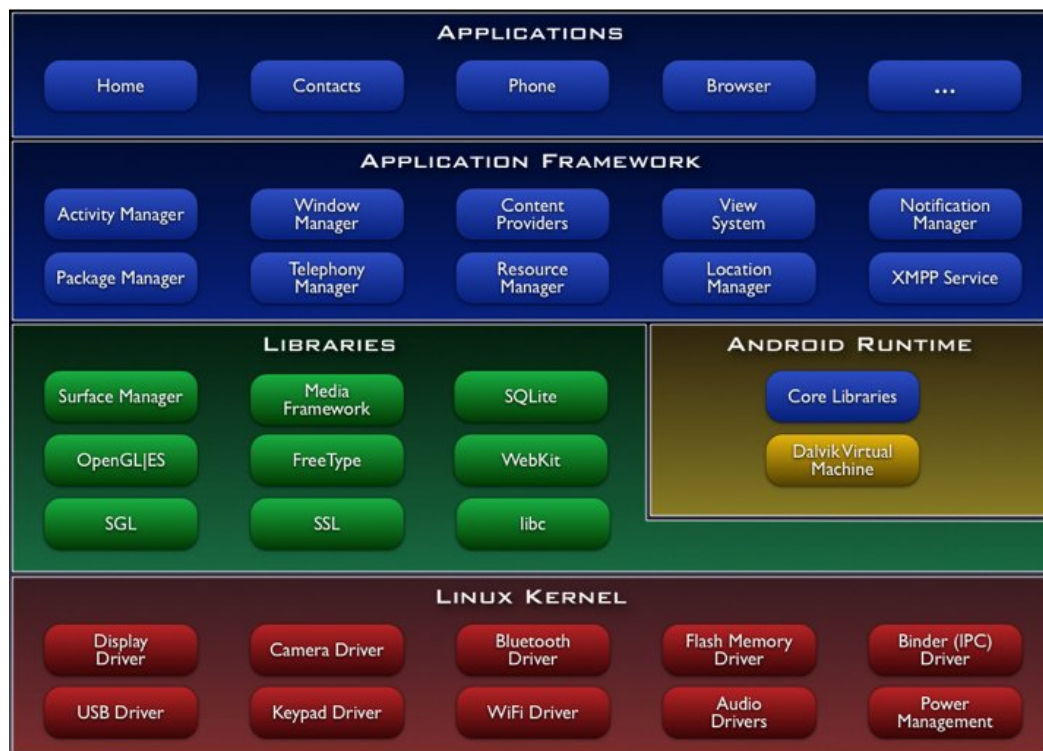 APPLICATIONS
Home
Contacts
Phone
Browser
...
APPLICATION FRAMEWORK
Activity Manager
Window
Manager
Content
Providers
View
System
Notification
Manager
Package Manager
Telephony
Manager
Resource
Manager
Location
Manager
XMPP Service
LIBRARIES
Surface Manager
Media
Framework
SQLite
OpenGL|ES
FreeType
WebKit
SGL
SSL
libc
ANDROID RUNTIME
Core Libraries
Dalvik Virtual
Machine
LINUX KERNEL
Display
Driver
Camera Driver
Bluetooth
Driver
Flash Memory
Driver
Binder (IPC)
Driver
USB Driver
Keypad Driver
WiFi Driver
Audio
Drivers
Power
Management